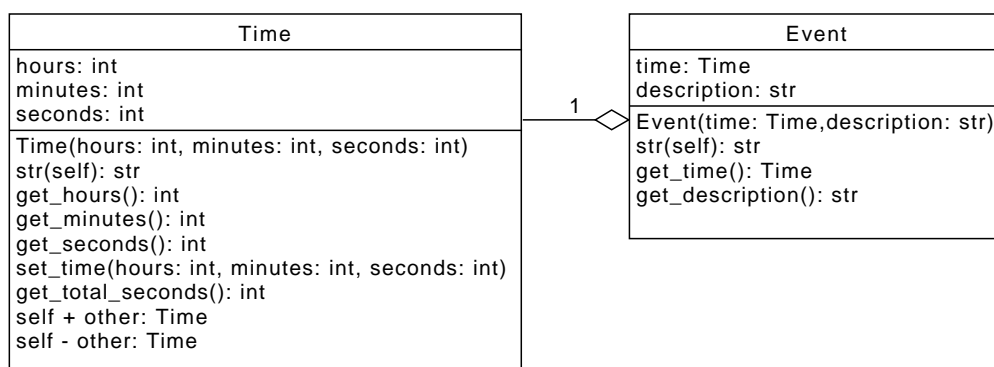 Time
hours: int
minutes: int
seconds: int
Time(hours: int, minutes: int, seconds: int)
str(self): str
get_hours(): int
get_minutes(): int
get_seconds(): int
set_time(hours: int, minutes: int, seconds: int)
get_total_seconds(): int
self + other: Time
self - other: Time
1
Event
time: Time
description: str
Event(time: Time,description: str)
str(self): str
get_time(): Time
get_description(): str